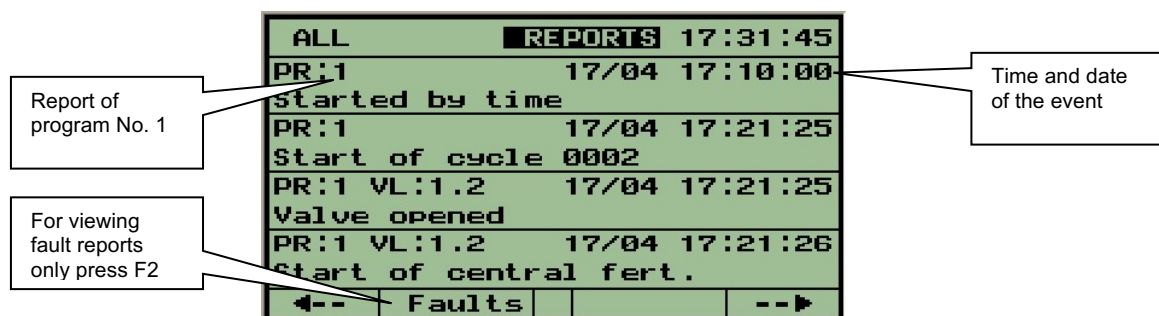 ALL REPORTS 17:31:45
PR:1 17/04 17:10:00
Started by time
PR:1 17/04 17:21:25
Start of cycle 0002
PR:1 VL:1.2 17/04 17:21:25
Valve opened
PR:1 VL:1.2 17/04 17:21:26
Start of central fert.
◄-- Faults --►
Report of
program No. 1
For viewing
fault reports
only press F2
Time and date
of the event